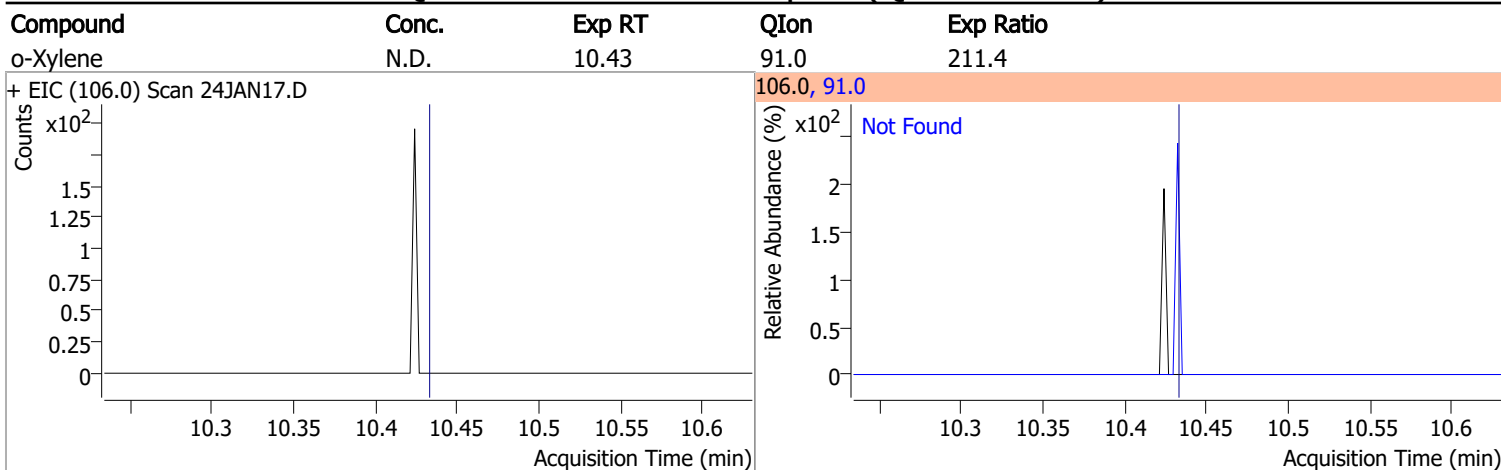 Compound Conc. Exp RT QIon Exp Ratio
o-Xylene N.D. 10.43 91.0 211.4
+ EIC (106.0) Scan 24JAN17.D
Counts
x10²
1.5
1.25
1
0.75
0.5
0.25
0
10.3 10.35 10.4 10.45 10.5 10.55 10.6
Acquisition Time (min)
106.0, 91.0
Relative Abundance (%)
x10²
Not Found
2
1.5
1
0.5
0
10.3 10.35 10.4 10.45 10.5 10.55 10.6
Acquisition Time (min)